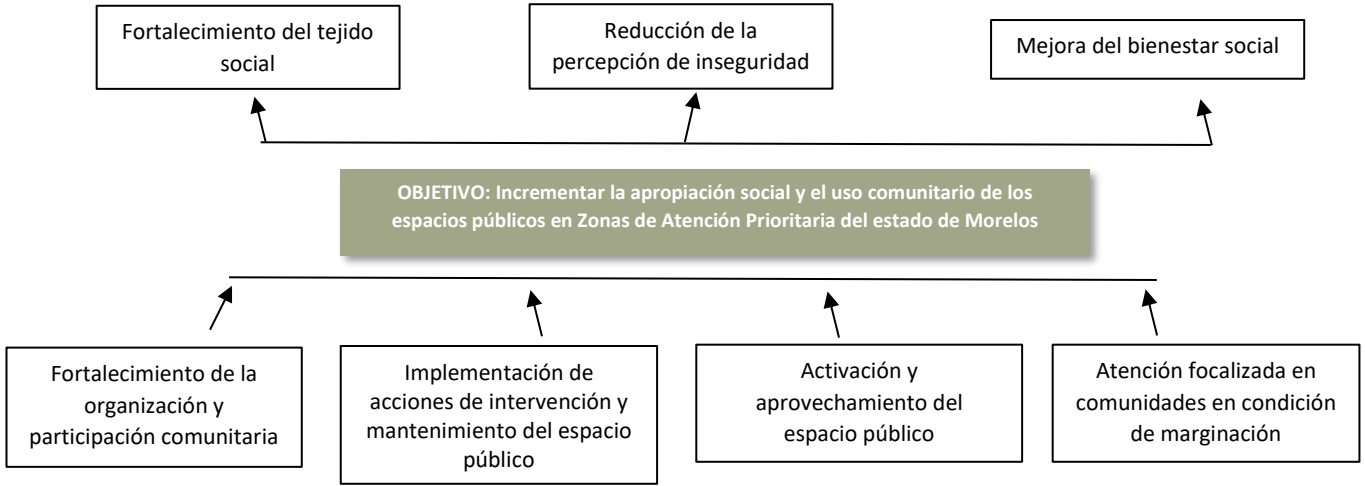 Fortalecimiento del tejido
social
Reducción de la
percepción de inseguridad
Mejora del bienestar social
OBJETIVO: Incrementar la apropiación social y el uso comunitario de los
espacios públicos en Zonas de Atención Prioritaria del estado de Morelos
Fortalecimiento de la
organización y
participación comunitaria
Implementación de
acciones de intervención y
mantenimiento del espacio
público
Activación y
aprovechamiento del
espacio público
Atención focalizada en
comunidades en condición
de marginación